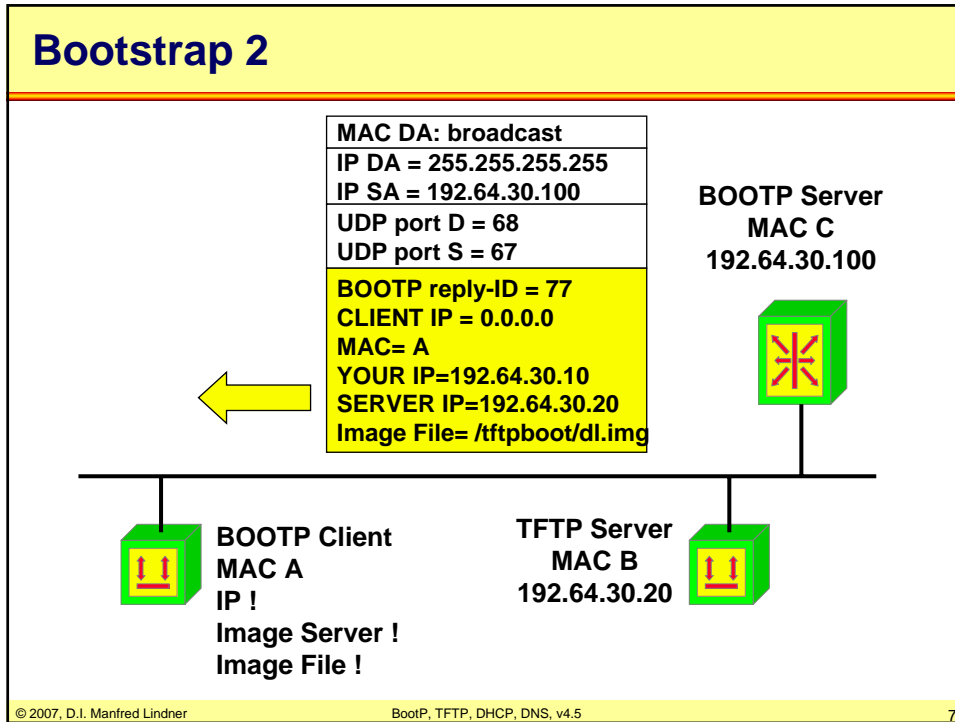 Bootstrap 2
MAC DA: broadcast
IP DA = 255.255.255.255
IP SA = 192.64.30.100
UDP port D = 68
UDP port S = 67
BOOTP reply-ID = 77
CLIENT IP = 0.0.0.0
MAC= A
YOUR IP=192.64.30.10
SERVER IP=192.64.30.20
Image File= /tftpboot/dl.img
BOOTP Server
MAC C
192.64.30.100
BOOTP Client
MAC A
IP !
Image Server !
Image File !
TFTP Server
MAC B
192.64.30.20
© 2007, D.I. Manfred Lindner
BootP, TFTP, DHCP, DNS, v4.5
7